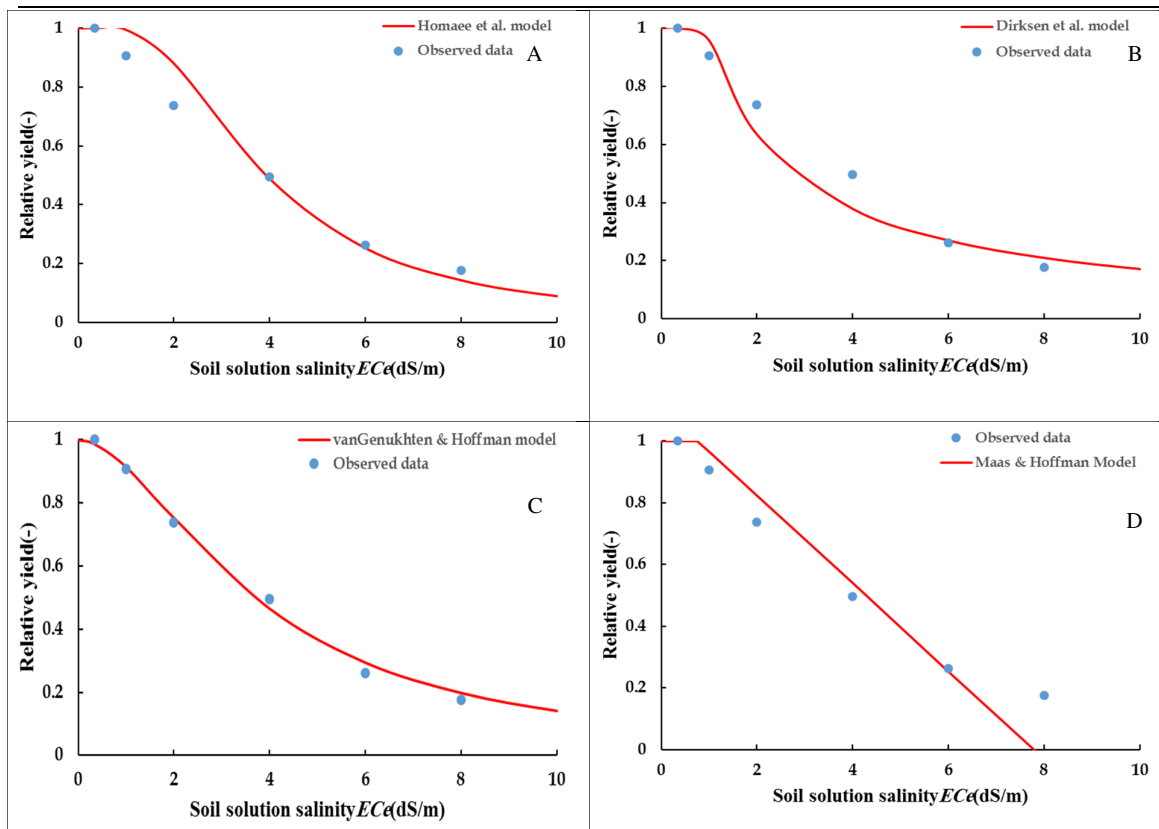 Homaee et al. model
Observed data
A
Relative yield(-)
1
0.8
0.6
0.4
0.2
0
0 2 4 6 8 10
Soil solution salinity ECe(dS/m)
Dirksen et al. model
Observed data
B
Relative yield(-)
1
0.8
0.6
0.4
0.2
0
0 2 4 6 8 10
Soil solution salinity ECe(dS/m)
vanGenukhten & Hoffman model
Observed data
C
Relative yield(-)
1
0.8
0.6
0.4
0.2
0
0 2 4 6 8 10
Soil solution salinity ECe(dS/m)
Observed data
Maas & Hoffman Model
D
Relative yield(-)
1
0.8
0.6
0.4
0.2
0
0 2 4 6 8 10
Soil solution salinity ECe(dS/m)